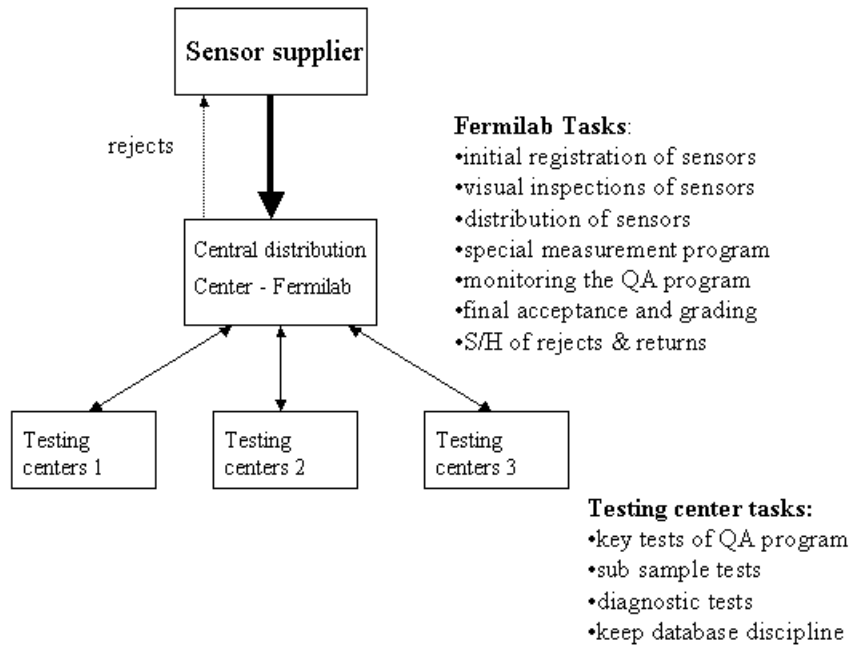 Sensor supplier
rejects
Central distribution
Center - Fermilab
Fermilab Tasks:
•initial registration of sensors
•visual inspections of sensors
•distribution of sensors
•special measurement program
•monitoring the QA program
•final acceptance and grading
•S/H of rejects & returns
Testing
centers 1
Testing
centers 2
Testing
centers 3
Testing center tasks:
•key tests of QA program
•sub sample tests
•diagnostic tests
•keep database discipline